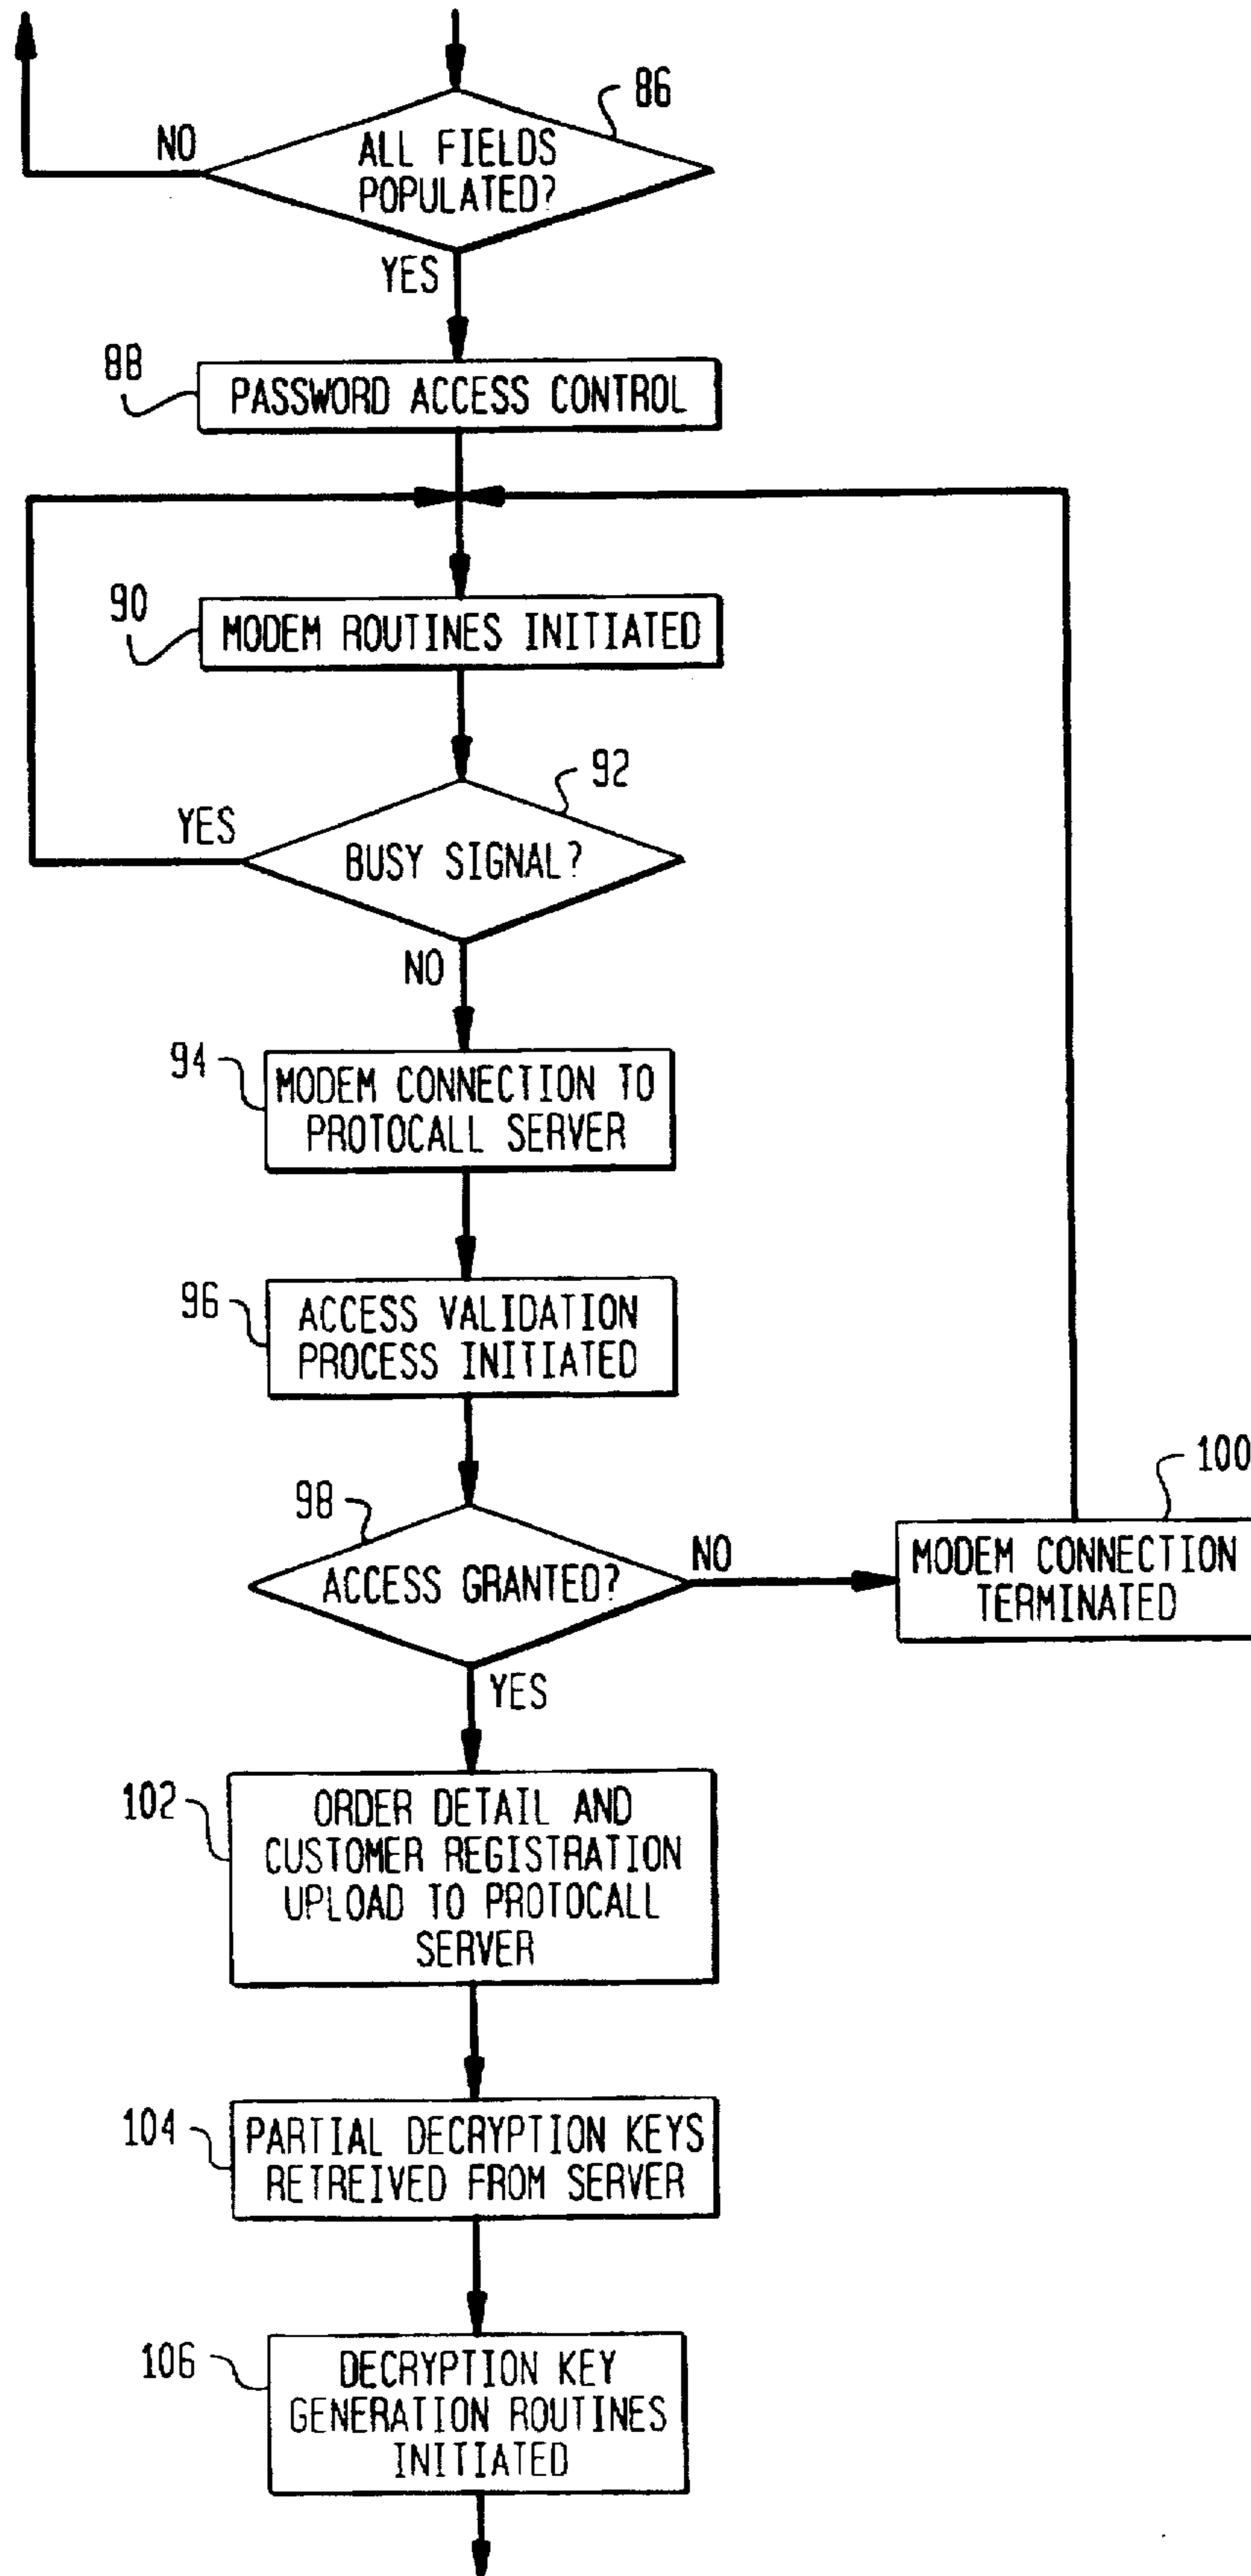 86
NO
ALL FIELDS
POPULATED?
YES
88
PASSWORD ACCESS CONTROL
90
MODEM ROUTINES INITIATED
92
YES
BUSY SIGNAL?
NO
94
MODEM CONNECTION TO
PROTOCALL SERVER
96
ACCESS VALIDATION
PROCESS INITIATED
100
98
NO
ACCESS GRANTED?
MODEM CONNECTION
TERMINATED
YES
102
ORDER DETAIL AND
CUSTOMER REGISTRATION
UPLOAD TO PROTOCALL
SERVER
104
PARTIAL DECRYPTION KEYS
RETREIVED FROM SERVER
106
DECRYPTION KEY
GENERATION ROUTINES
INITIATED